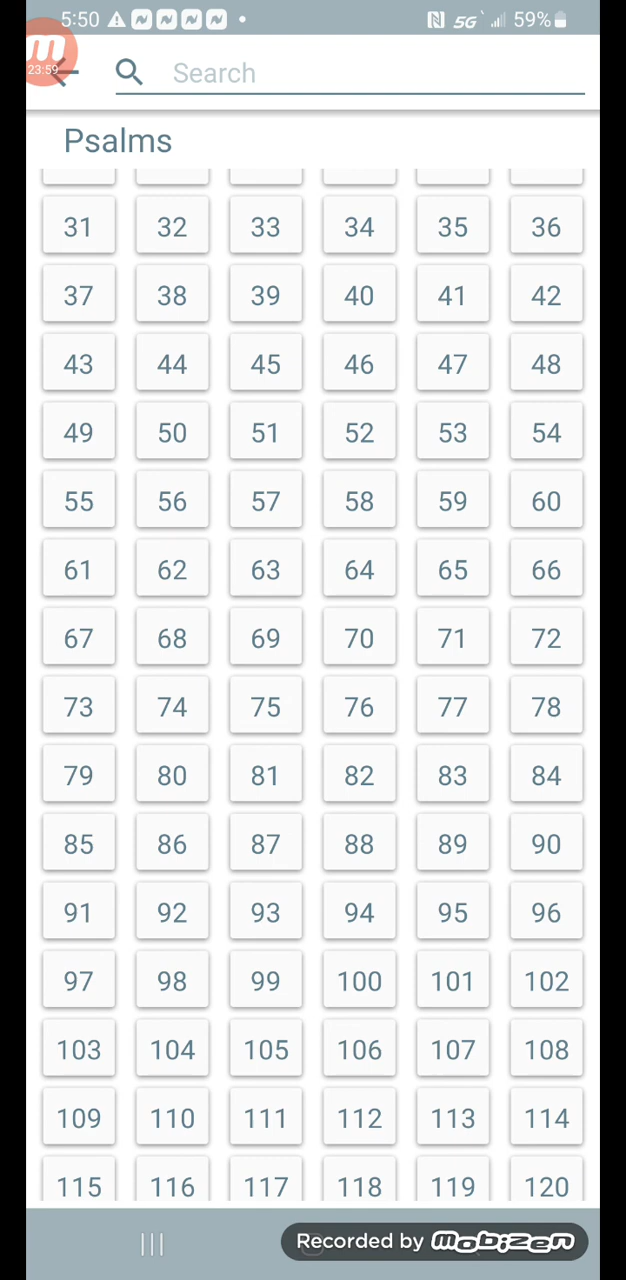 5:50 5G 59%
23:59
Search
Psalms
31 32 33 34 35 36
37 38 39 40 41 42
43 44 45 46 47 48
49 50 51 52 53 54
55 56 57 58 59 60
61 62 63 64 65 66
67 68 69 70 71 72
73 74 75 76 77 78
79 80 81 82 83 84
85 86 87 88 89 90
91 92 93 94 95 96
97 98 99 100 101 102
103 104 105 106 107 108
109 110 111 112 113 114
115 116 117 118 119 120
Recorded by mobizen